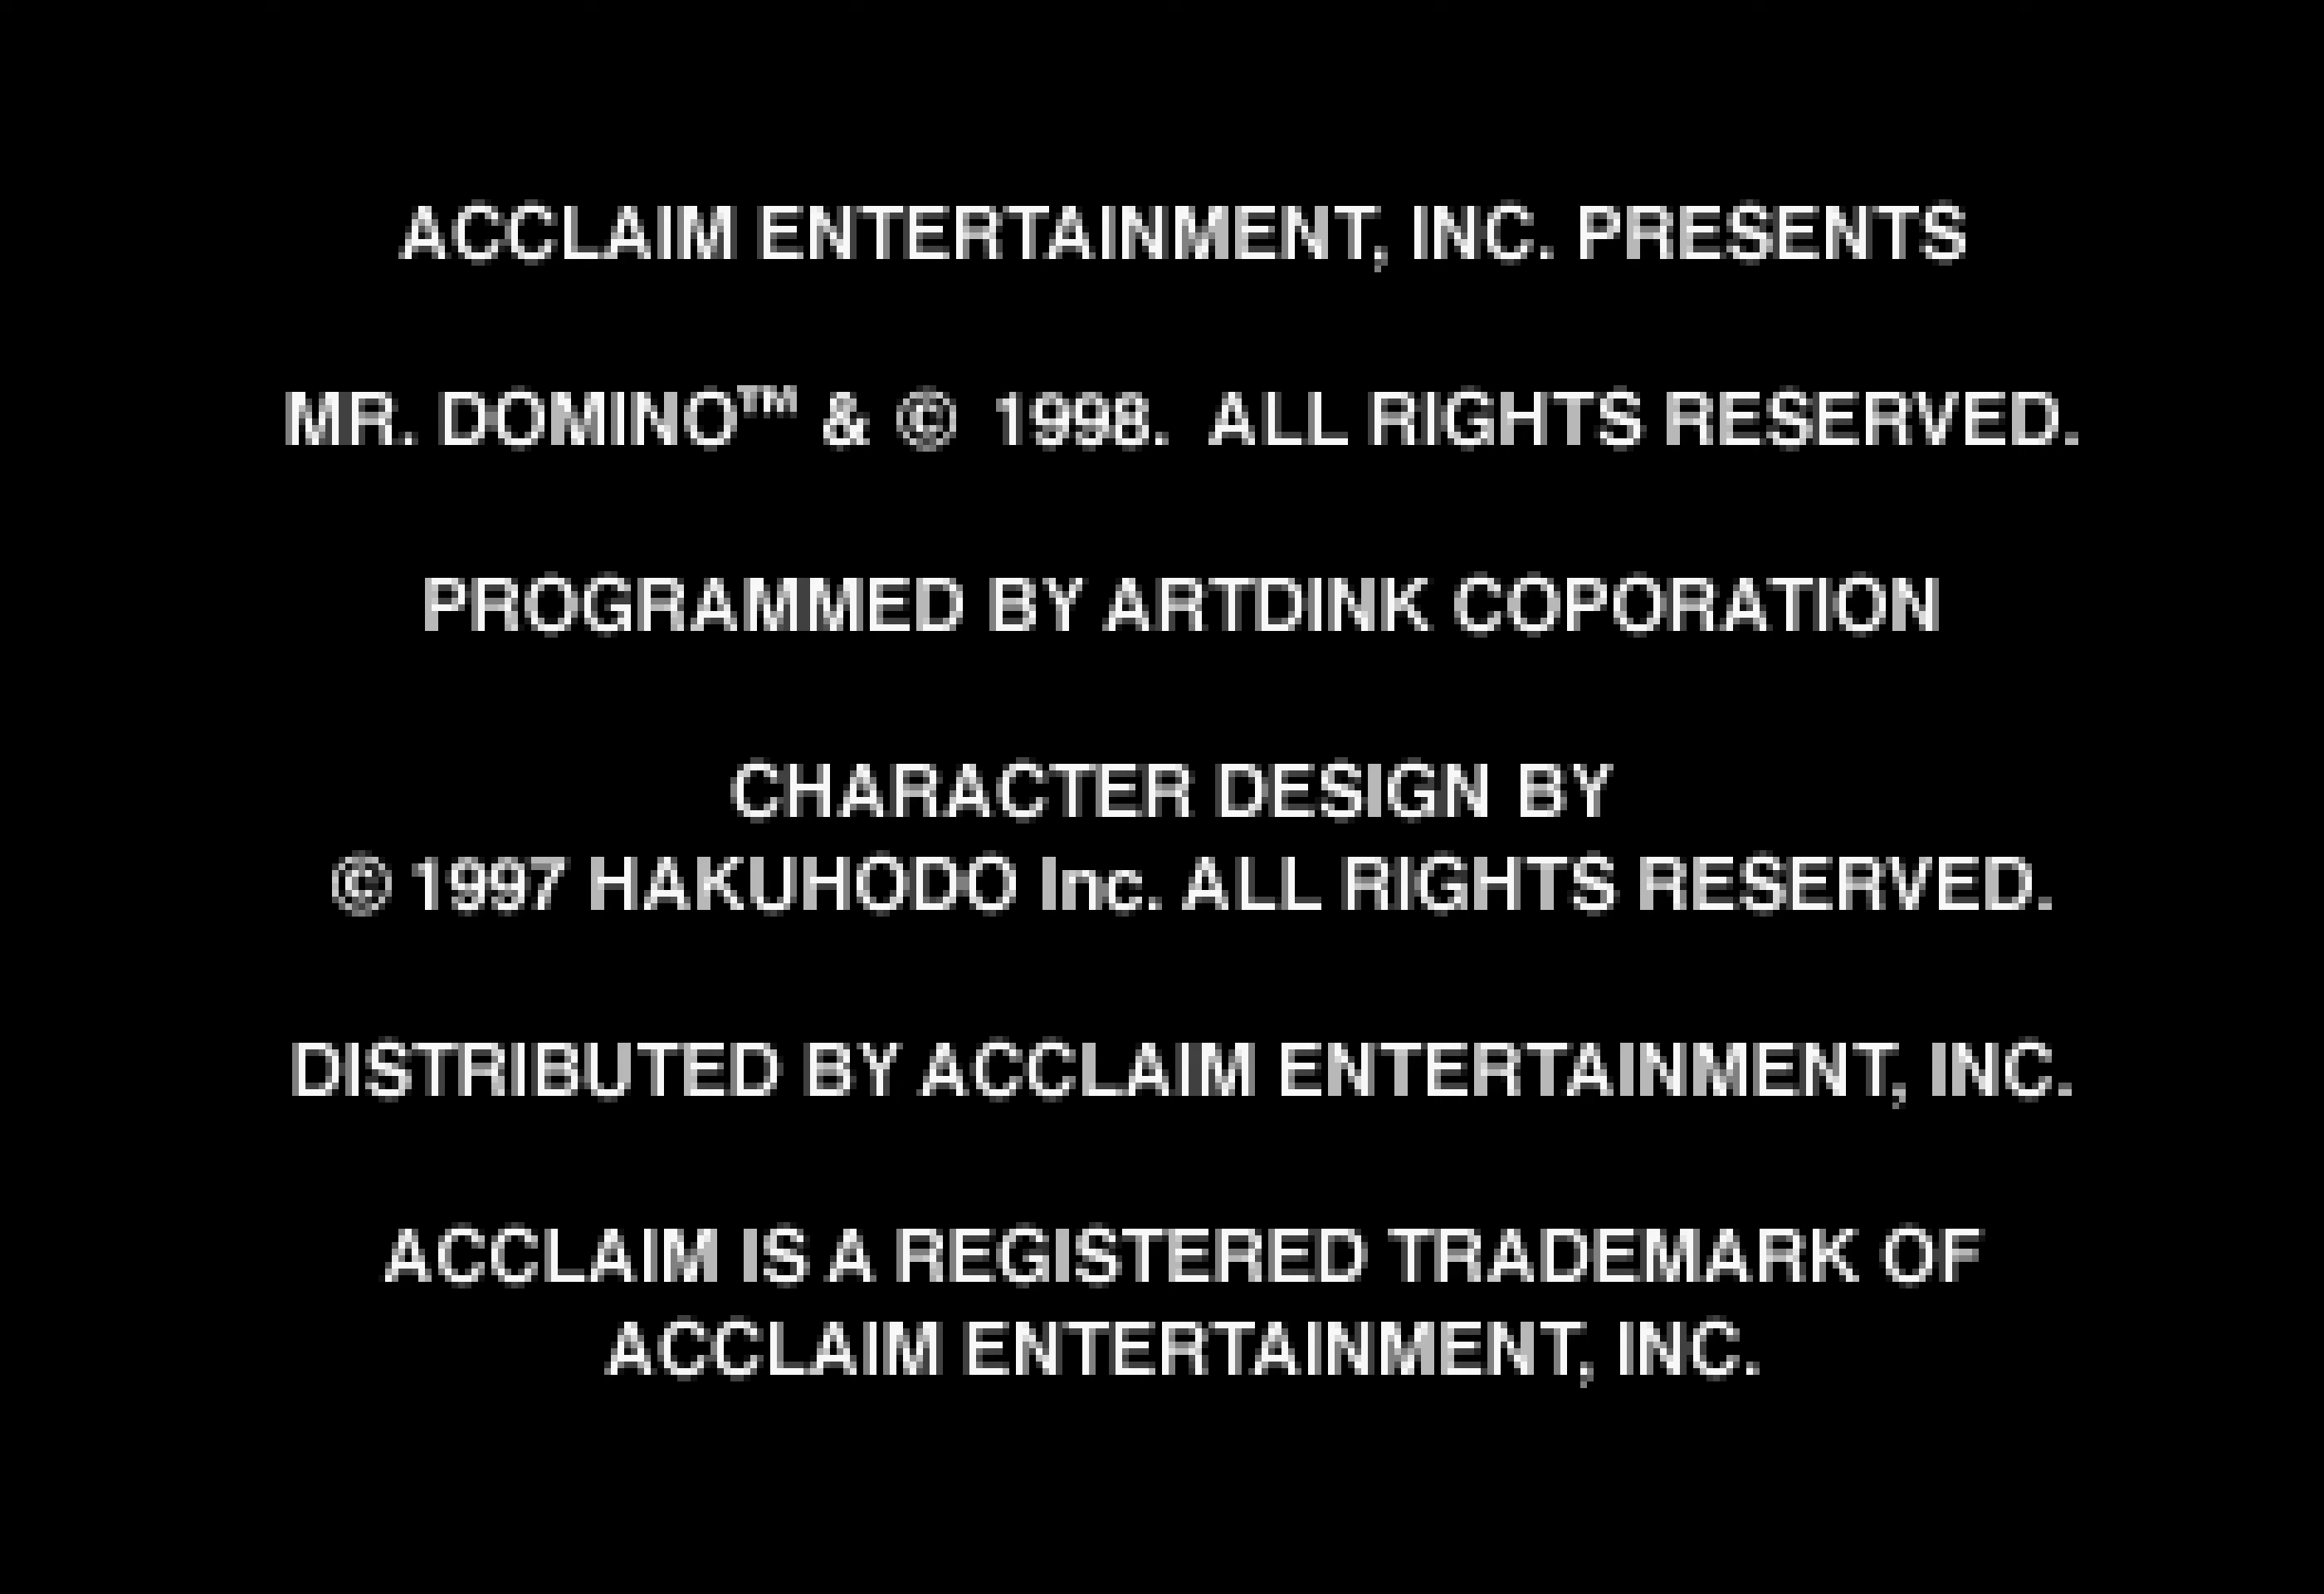 ACCLAIM ENTERTAINMENT, INC. PRESENTS
MR. DOMINO™ & © 1998. ALL RIGHTS RESERVED.
PROGRAMMED BY ARTDINK COPORATION
CHARACTER DESIGN BY
© 1997 HAKUHODO Inc. ALL RIGHTS RESERVED.
DISTRIBUTED BY ACCLAIM ENTERTAINMENT, INC.
ACCLAIM IS A REGISTERED TRADEMARK OF
ACCLAIM ENTERTAINMENT, INC.